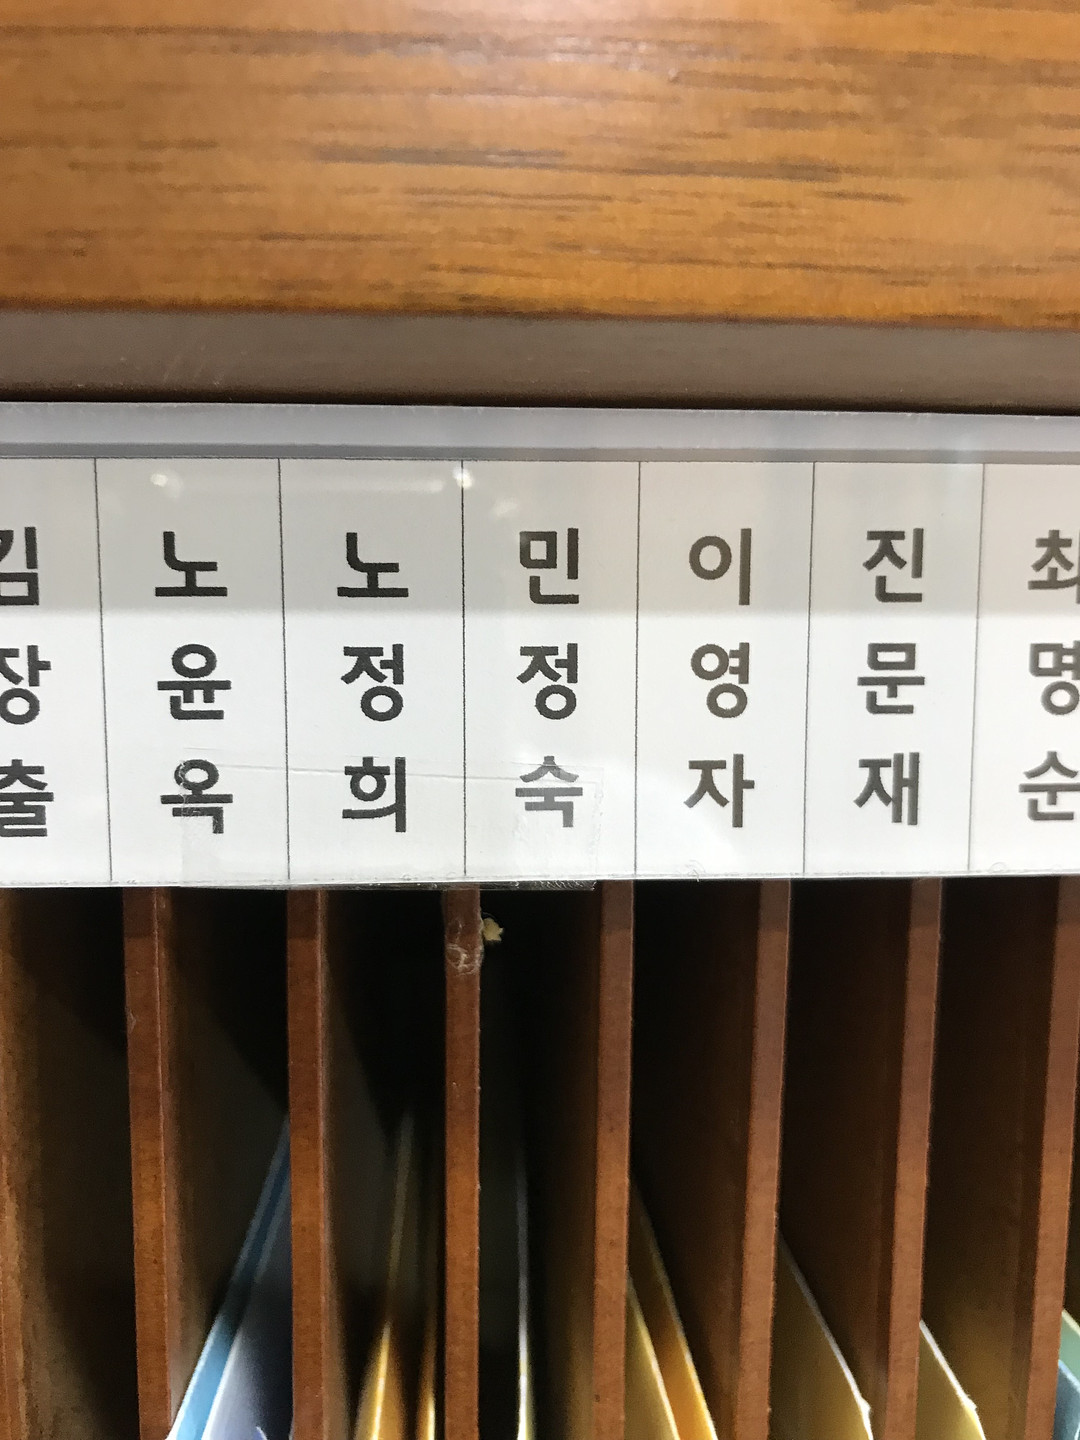 김장출
노윤옥
노정희
민정숙
이영자
진문재
최명순